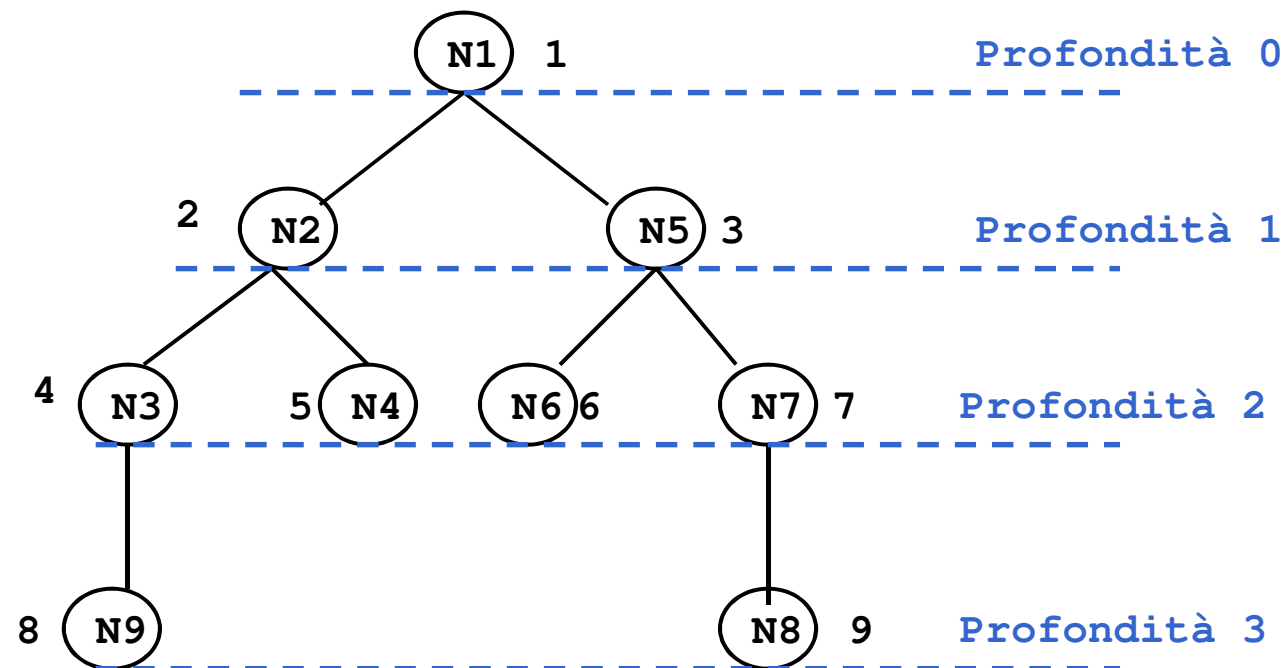 N1 1 Profondità 0
2 N2 N5 3 Profondità 1
4 N3 5 N4 N6 6 N7 7 Profondità 2
8 N9 N8 9 Profondità 3